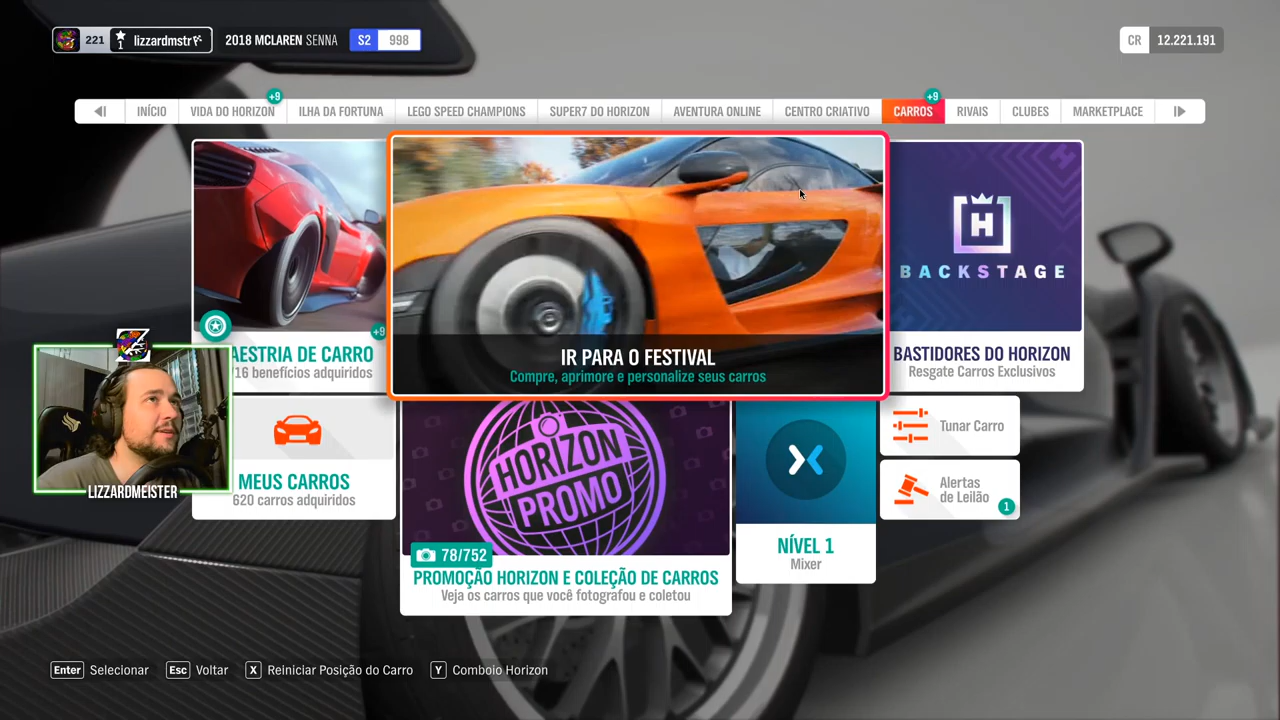 221
1
lizzardmstr
2018 MCLAREN SENNA
S2
998
CR
12.221.191
INÍCIO
VIDA DO HORIZON
+9
ILHA DA FORTUNA
LEGO SPEED CHAMPIONS
SUPER7 DO HORIZON
AVENTURA ONLINE
CENTRO CRIATIVO
CARROS
+9
RIVAIS
CLUBES
MARKETPLACE
+9
AESTRIA DE CARRO
/16 benefícios adquiridos
IR PARA O FESTIVAL
Compre, aprimore e personalize seus carros
H
BACKSTAGE
BASTIDORES DO HORIZON
Resgate Carros Exclusivos
LIZZARDMEISTER
MEUS CARROS
620 carros adquiridos
HORIZON
PROMO
78/752
PROMOÇÃO HORIZON E COLEÇÃO DE CARROS
Veja os carros que você fotografou e coletou
NÍVEL 1
Mixer
Tunar Carro
Alertas
de Leilão
1
Enter Selecionar
Esc Voltar
X Reiniciar Posição do Carro
Y Comboio Horizon